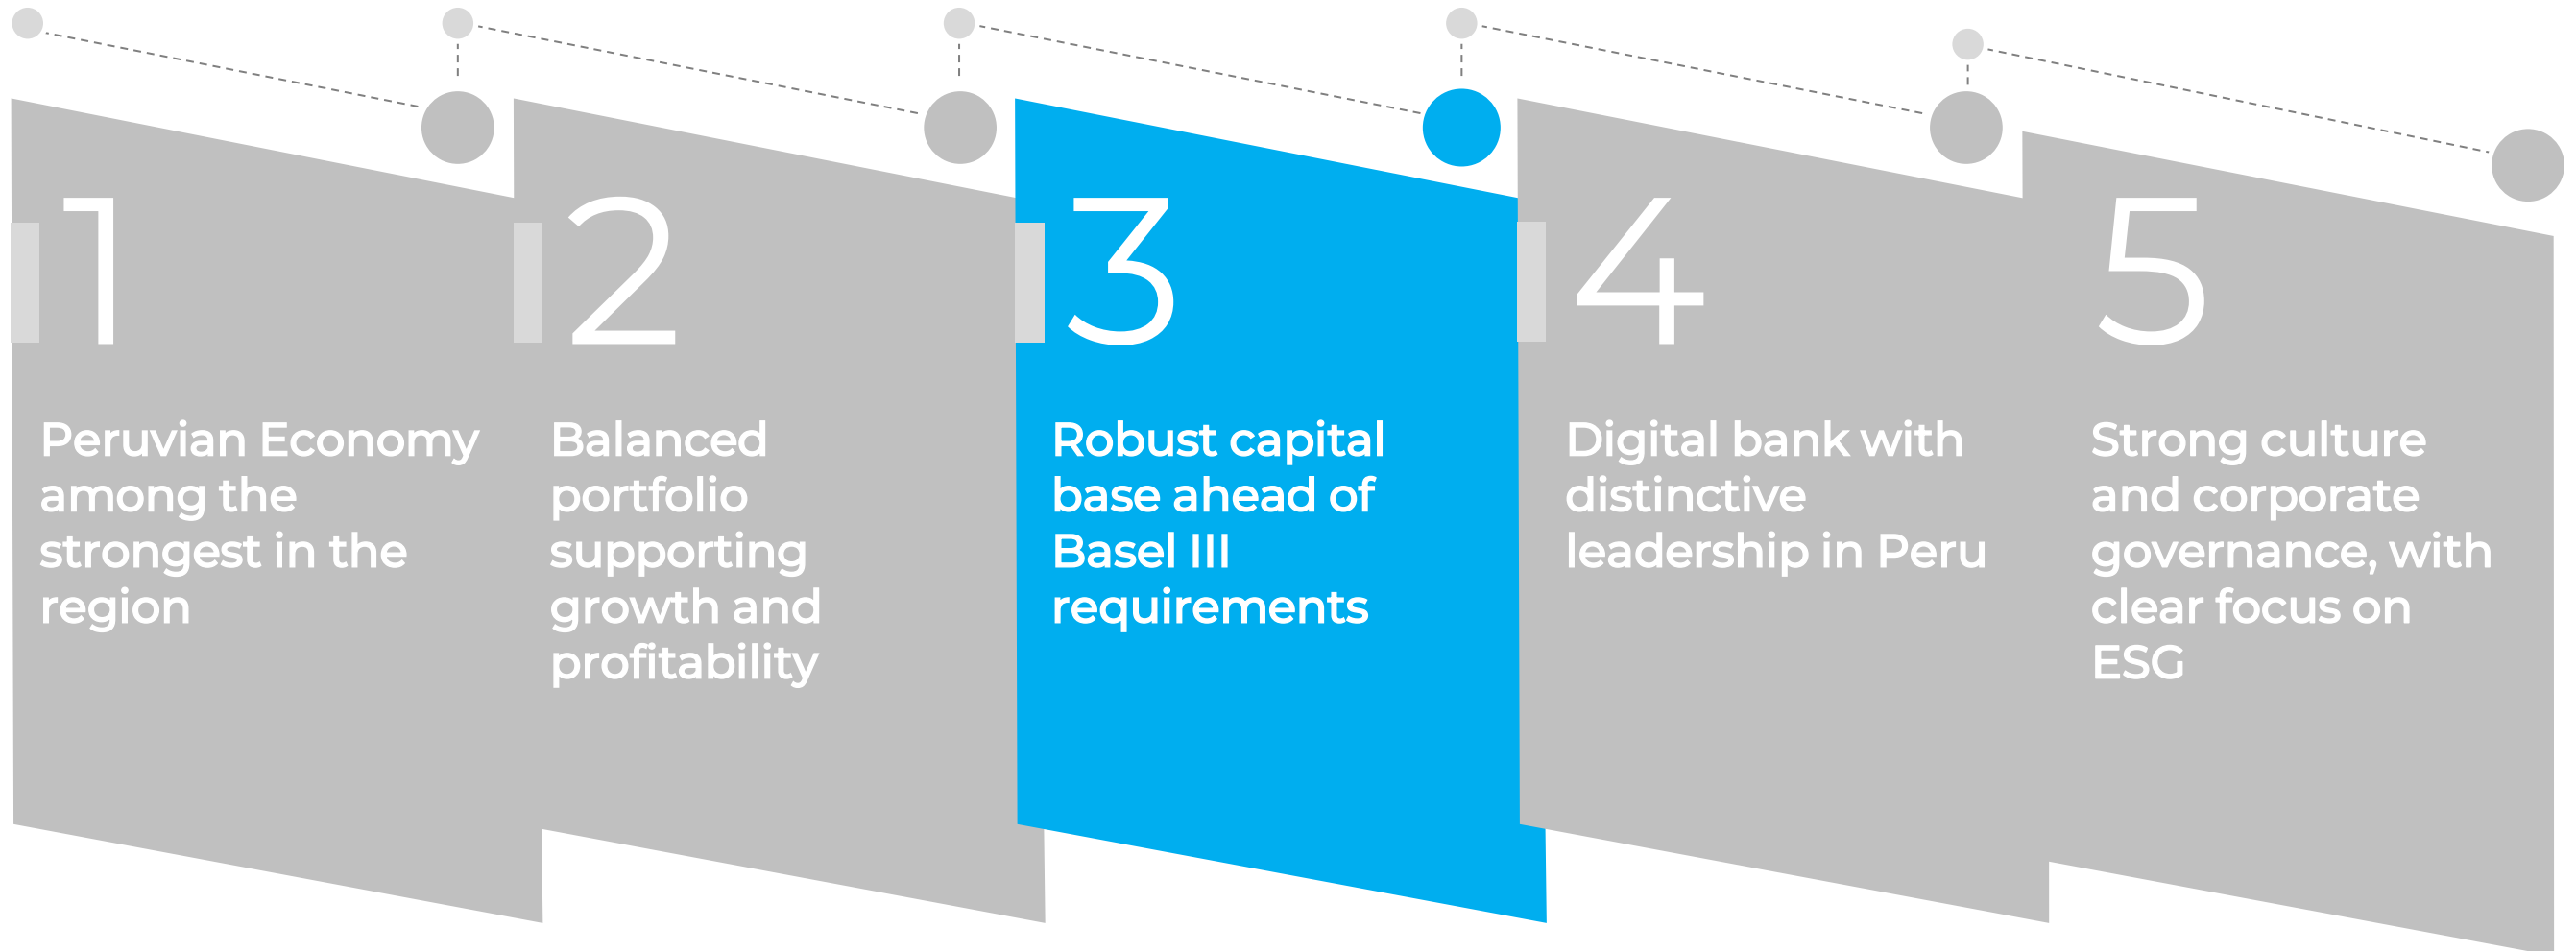 1
Peruvian Economy
among the
strongest in the
region
2
Balanced
portfolio
supporting
growth and
profitability
3
Robust capital
base ahead of
Basel III
requirements
4
Digital bank with
distinctive
leadership in Peru
5
Strong culture
and corporate
governance, with
clear focus on
ESG